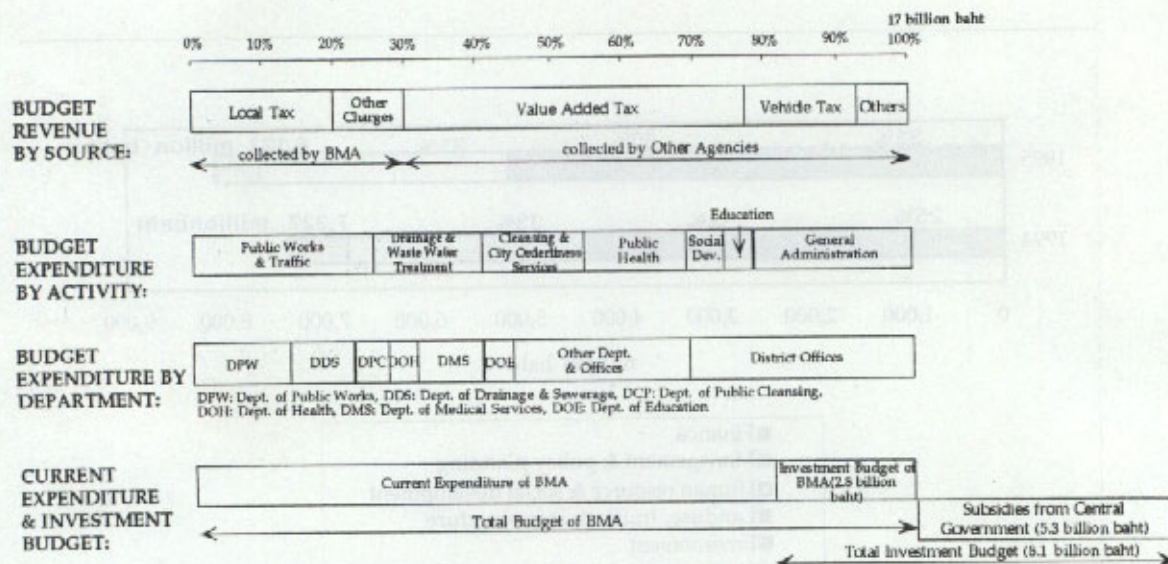 17 billion baht
0% 10% 20% 30% 40% 50% 60% 70% 80% 90% 100%
BUDGET
REVENUE
BY SOURCE:
Local Tax
Other
Charges
Value Added Tax
Vehicle Tax
Others
collected by BMA
collected by Other Agencies
Education
BUDGET
EXPENDITURE
BY ACTIVITY:
Public Works
& Traffic
Drainage &
Waste Water
Treatment
Cleansing &
City Orderliness
Services
Public
Health
Social
Dev.
General
Administration
BUDGET
EXPENDITURE BY
DEPARTMENT:
DPW
DDS
DPC
DOH
DMS
DOE
Other Dept.
& Offices
District Offices
DPW: Dept. of Public Works, DDS: Dept. of Drainage & Sewerage, DCP: Dept. of Public Cleansing,
DOH: Dept. of Health, DMS: Dept. of Medical Services, DOE: Dept. of Education
CURRENT
EXPENDITURE
& INVESTMENT
BUDGET:
Current Expenditure of BMA
Investment Budget of
BMA(2.8 billion
baht)
Total Budget of BMA
Subsidies from Central
Government (5.3 billion baht)
Total Investment Budget (8.1 billion baht)